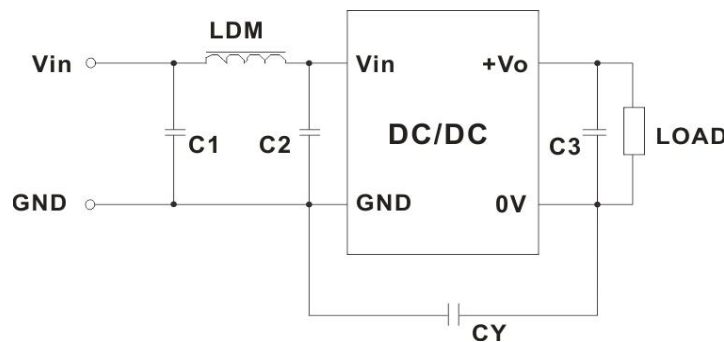 LDM
Vin
Vin
+Vo
C1
C2
DC/DC
C3
LOAD
GND
GND
0V
CY